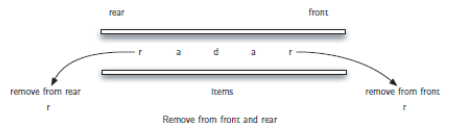 rear front
r a d a r
remove from rear Items remove from front
r r
Remove from front and rear